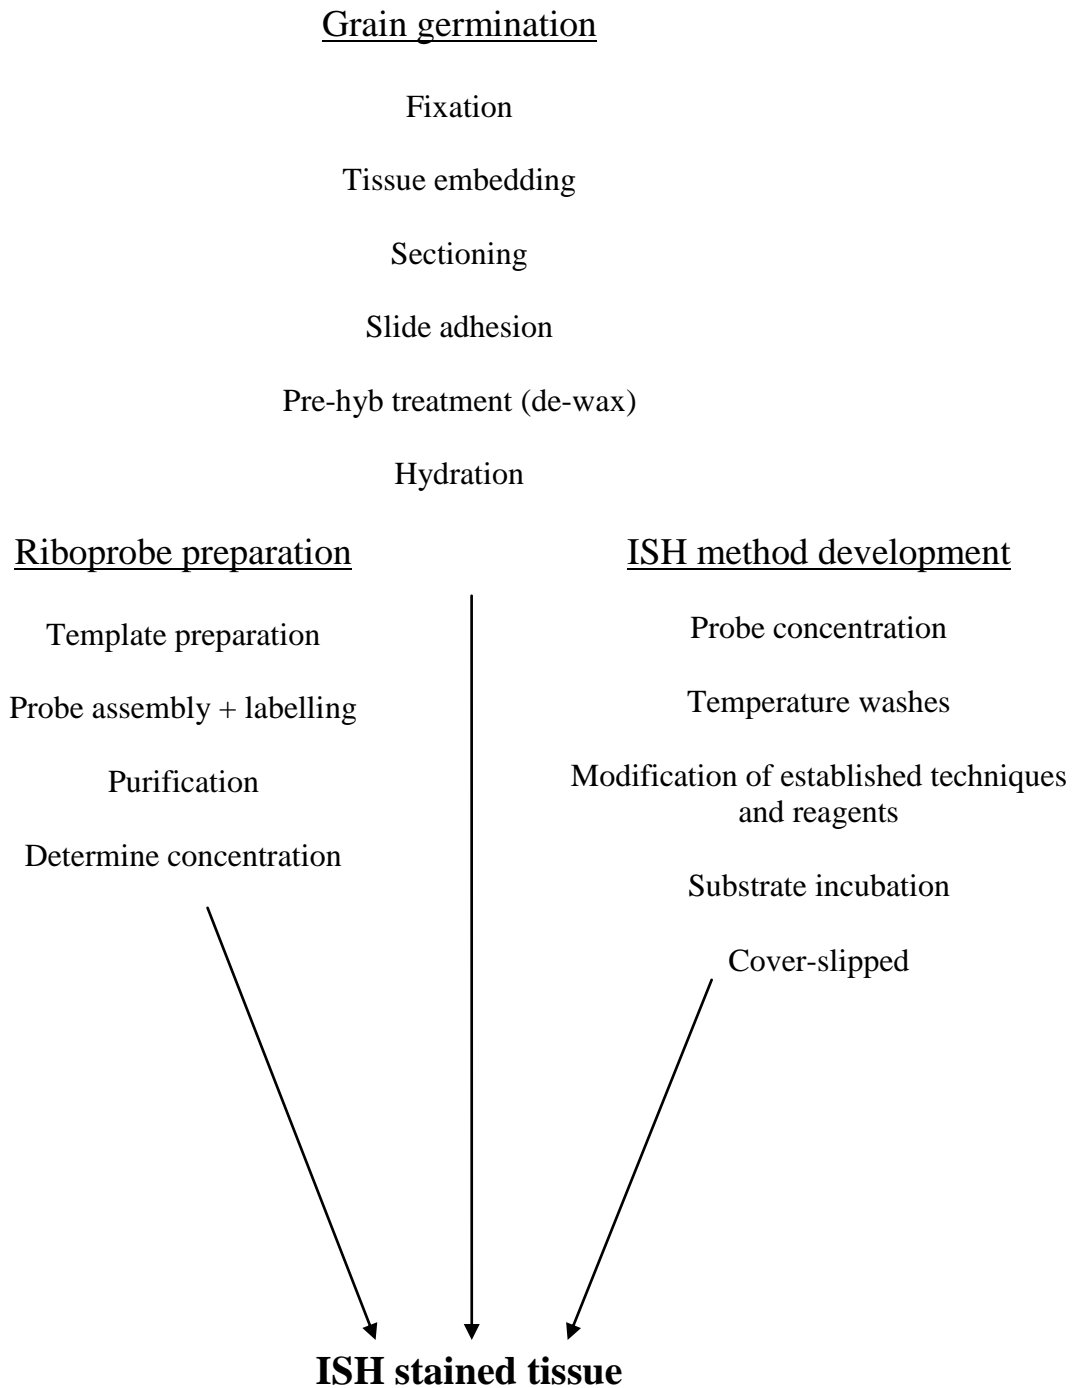 Grain germination
Fixation
Tissue embedding
Sectioning
Slide adhesion
Pre-hyb treatment (de-wax)
Hydration
Riboprobe preparation
Template preparation
Probe assembly + labelling
Purification
Determine concentration
ISH method development
Probe concentration
Temperature washes
Modification of established techniques
and reagents
Substrate incubation
Cover-slipped
ISH stained tissue